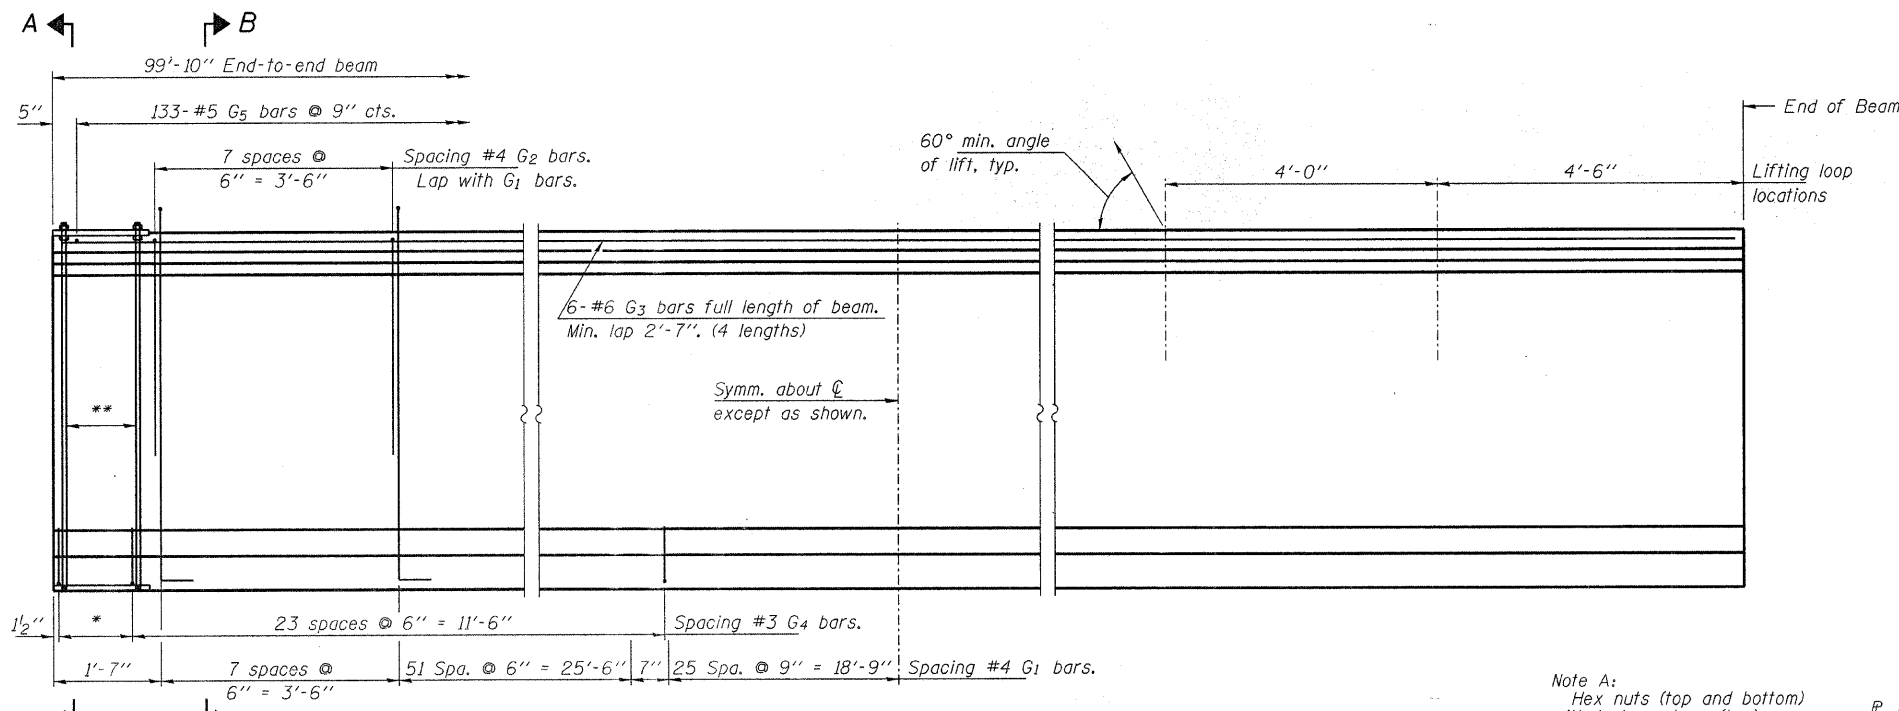 A B
99'-10" End-to-end beam
5" 133-#5 G5 bars @ 9" cts.
End of Beam
7 spaces @
6" = 3'-6"
Spacing #4 G2 bars.
Lap with G1 bars.
60° min. angle
of lift, typ.
4'-0" 4'-6"
Lifting loop
locations
6-#6 G3 bars full length of beam.
Min. lap 2'-7". (4 lengths)
Symm. about ℄
except as shown.
**
1½" * 23 spaces @ 6" = 11'-6" Spacing #3 G4 bars.
1'-7" 7 spaces @
6" = 3'-6"
51 Spa. @ 6" = 25'-6" 7" 25 Spa. @ 9" = 18'-9" Spacing #4 G1 bars.
Note A:
Hex nuts (top and bottom)